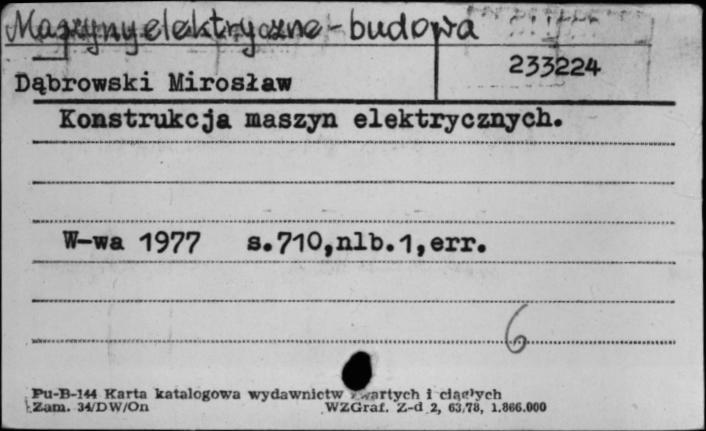 Maszyny elektryczne - budowa
233224
Dąbrowski Mirosław
Konstrukcja maszyn elektrycznych.
W-wa 1977 s.710,nlb.1,err.
6
Pu-B-144 Karta katalogowa wydawnictw zwartych i ciągłych
Zam. 34/DW/On WZGraf. Z-d 2, 63,78, 1.866.000